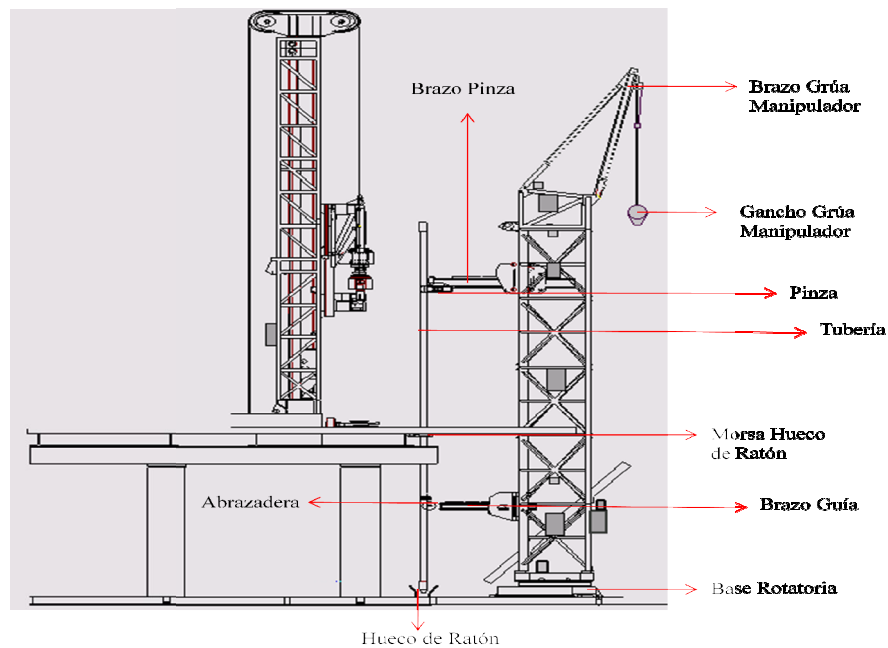 Brazo Pinza
Brazo Grúa
Manipulador
Gancho Grúa
Manipulador
Pinza
Tubería
Morsa Hueco
de Ratón
Abrazadera
Brazo Guía
Base Rotatoria
Hueco de Ratón